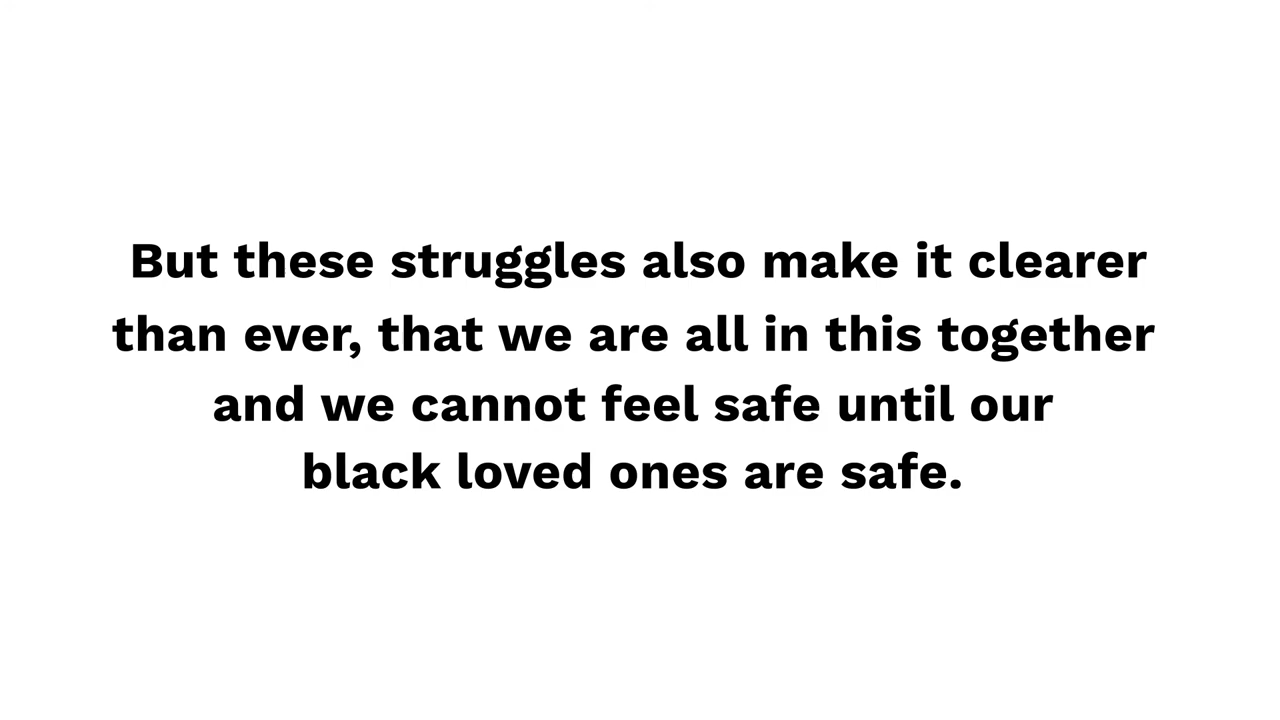 But these struggles also make it clearer
than ever, that we are all in this together
and we cannot feel safe until our
black loved ones are safe.